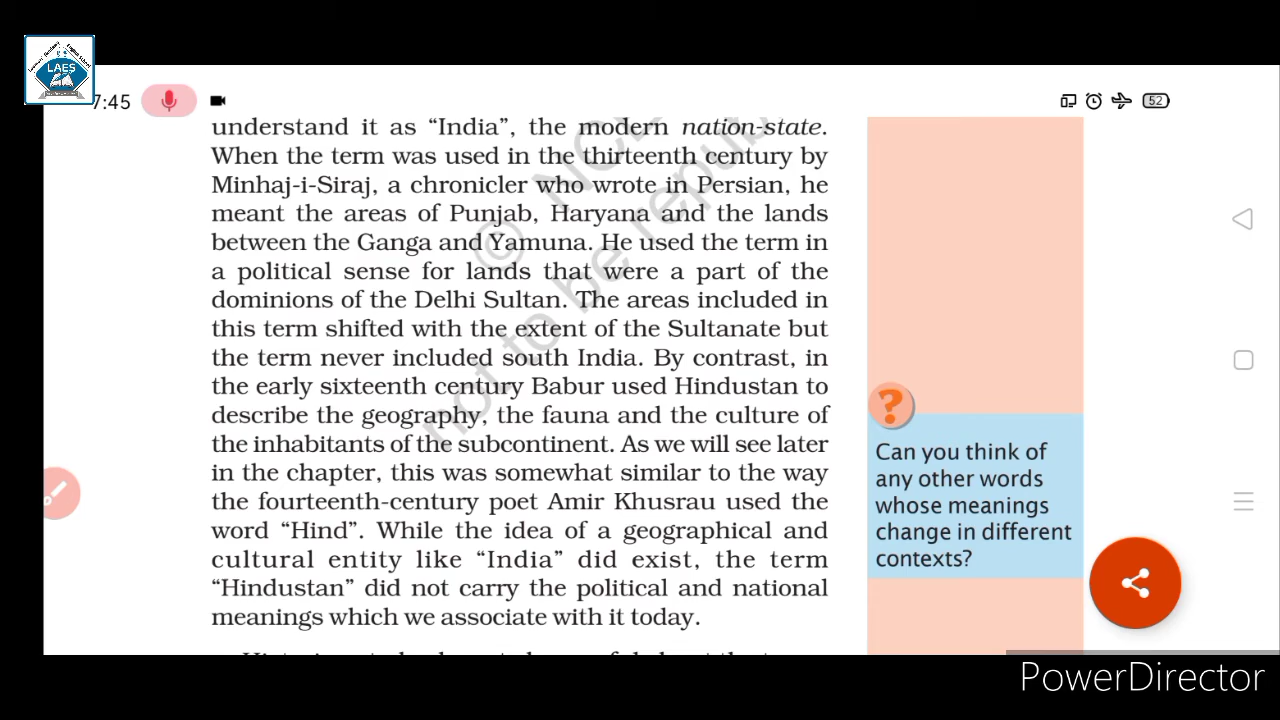 LAES
7:45
52
understand it as “India”, the modern nation-state.
When the term was used in the thirteenth century by
Minhaj-i-Siraj, a chronicler who wrote in Persian, he
meant the areas of Punjab, Haryana and the lands
between the Ganga and Yamuna. He used the term in
a political sense for lands that were a part of the
dominions of the Delhi Sultan. The areas included in
this term shifted with the extent of the Sultanate but
the term never included south India. By contrast, in
the early sixteenth century Babur used Hindustan to
describe the geography, the fauna and the culture of
the inhabitants of the subcontinent. As we will see later
in the chapter, this was somewhat similar to the way
the fourteenth-century poet Amir Khusrau used the
word “Hind”. While the idea of a geographical and
cultural entity like “India” did exist, the term
“Hindustan” did not carry the political and national
meanings which we associate with it today.
© NCE
not to be republ
?
Can you think of
any other words
whose meanings
change in different
contexts?
PowerDirector